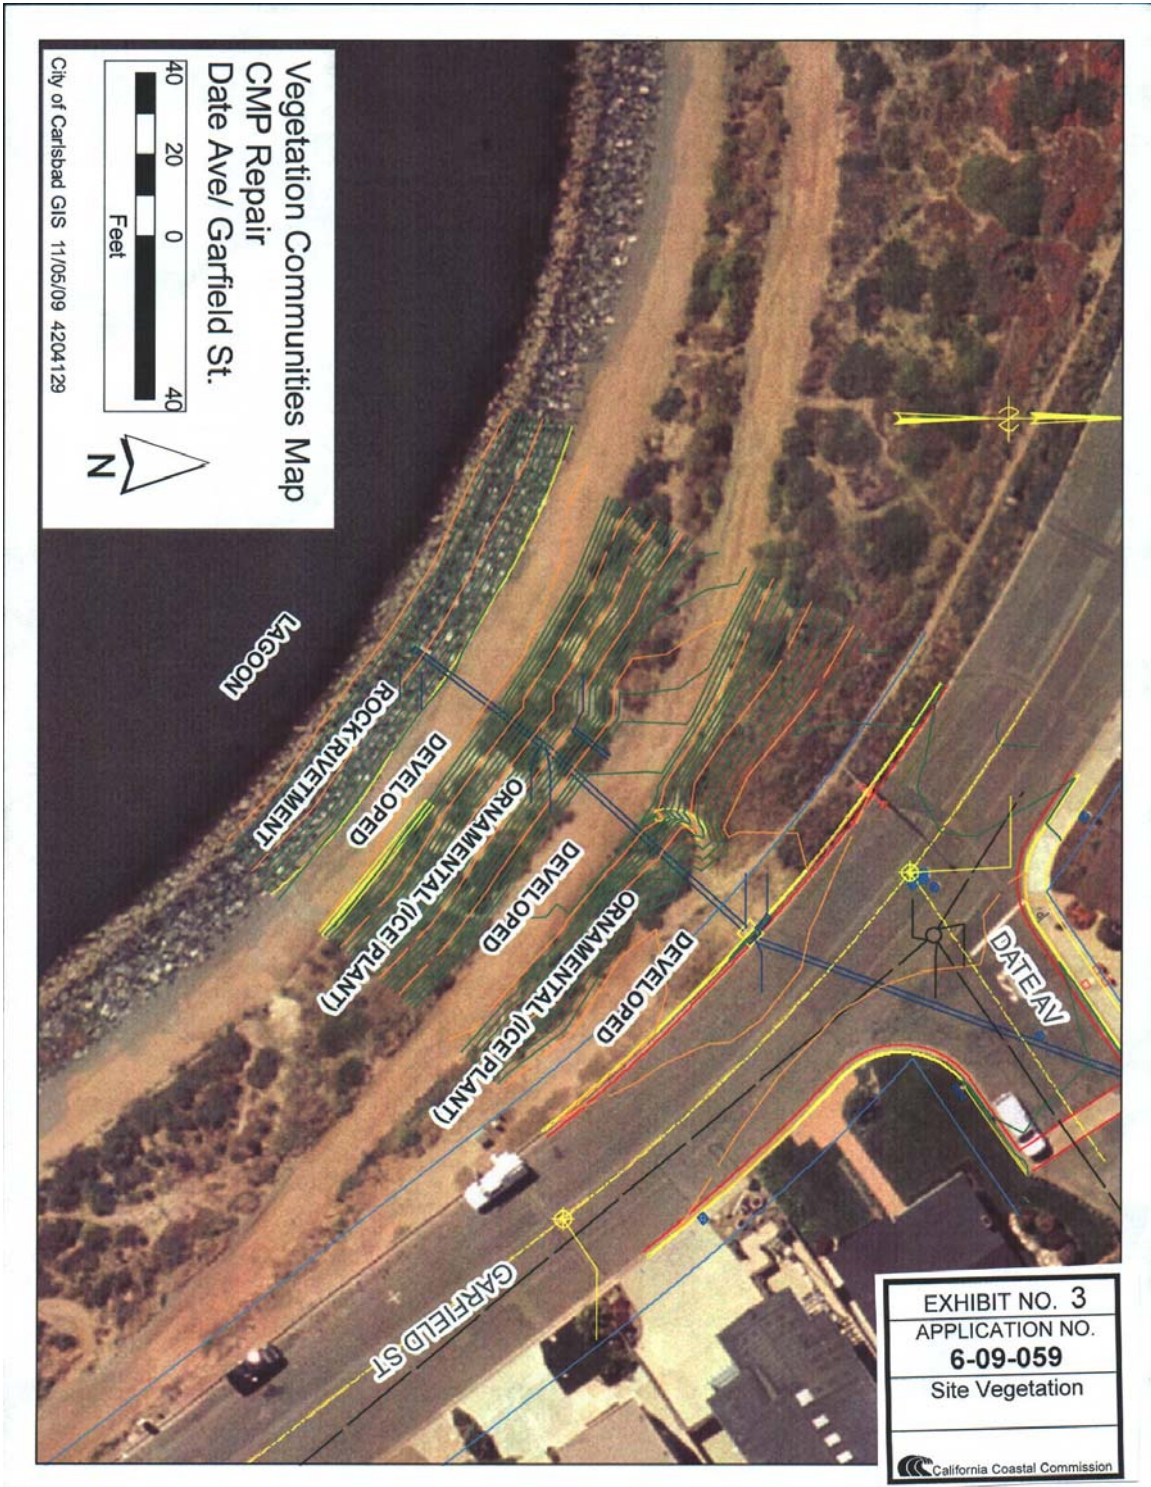 Vegetation Communities Map
CMP Repair
Date Ave/ Garfield St.
40 20 0 40
Feet
N
City of Carlsbad GIS 11/05/09 4204129
LAGOON
ROCK RIVETMENT
DEVELOPED
ORNAMENTAL (ICE PLANT)
DEVELOPED
ORNAMENTAL (ICE PLANT)
DEVELOPED
DATE AV
GARFIELD ST
EXHIBIT NO. 3
APPLICATION NO.
6-09-059
Site Vegetation
California Coastal Commission